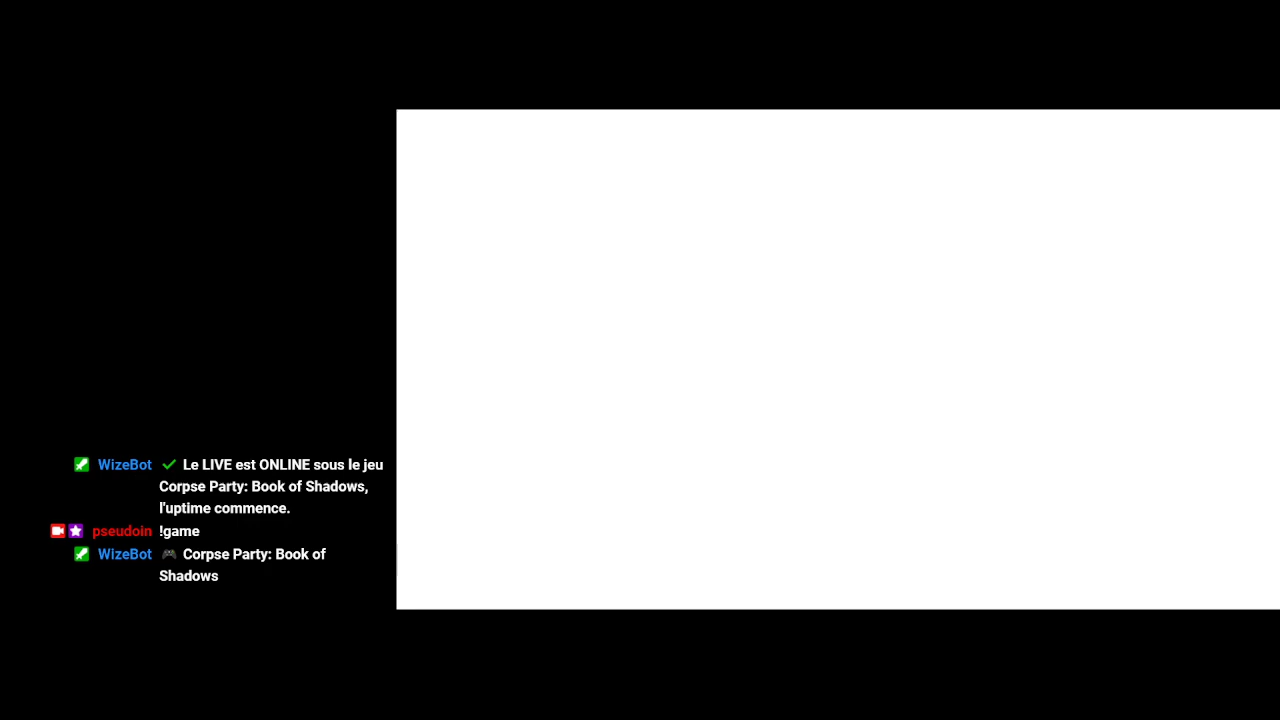 WizeBot ✓ Le LIVE est ONLINE sous le jeu
Corpse Party: Book of Shadows,
l'uptime commence.
pseudoin !game
WizeBot 🎮 Corpse Party: Book of
Shadows